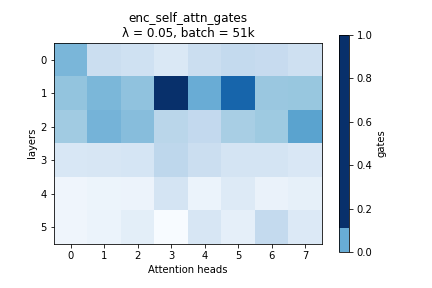 enc_self_attn_gates
λ = 0.05, batch = 51k
layers
0
1
2
3
4
5
0 1 2 3 4 5 6 7
Attention heads
1.0
0.8
0.6
0.4
0.2
0.0
gates